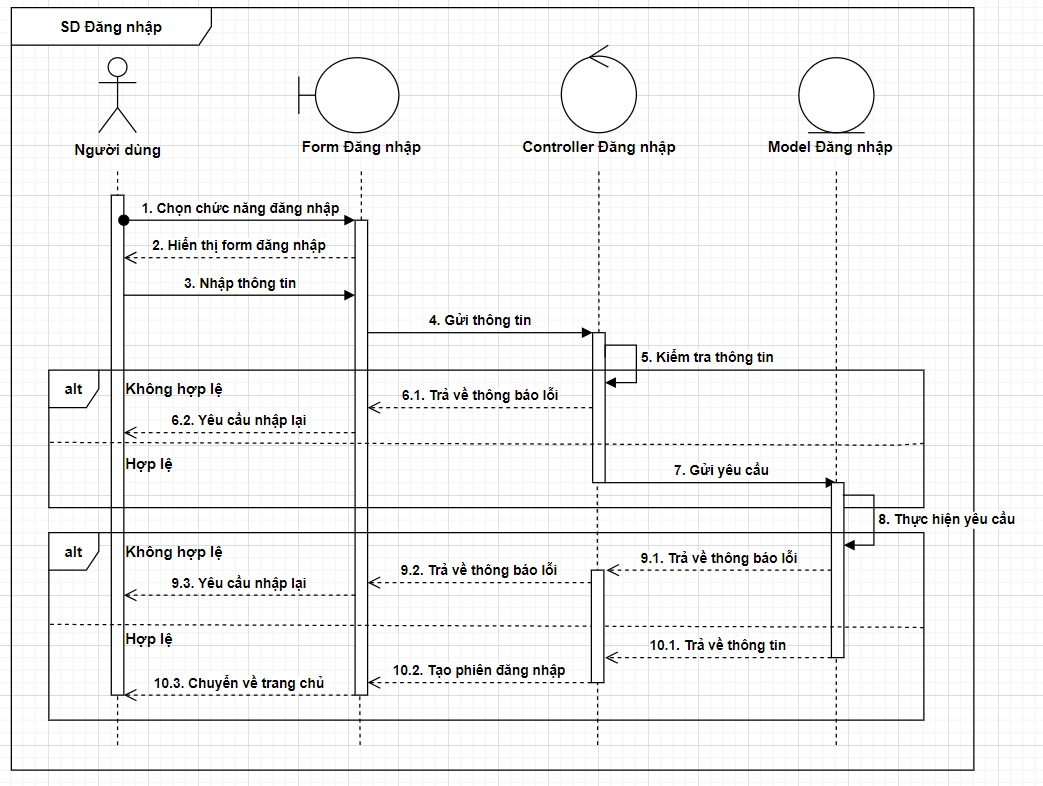 SD Đăng nhập
Người dùng
Form Đăng nhập
Controller Đăng nhập
Model Đăng nhập
1. Chọn chức năng đăng nhập
2. Hiển thị form đăng nhập
3. Nhập thông tin
4. Gửi thông tin
5. Kiểm tra thông tin
alt
Không hợp lệ
6.1. Trả về thông báo lỗi
6.2. Yêu cầu nhập lại
Hợp lệ
7. Gửi yêu cầu
8. Thực hiện yêu cầu
alt
Không hợp lệ
9.1. Trả về thông báo lỗi
9.2. Trả về thông báo lỗi
9.3. Yêu cầu nhập lại
Hợp lệ
10.1. Trả về thông tin
10.2. Tạo phiên đăng nhập
10.3. Chuyển về trang chủ